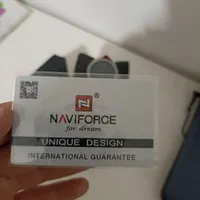 NAVIFORCE
for dream
UNIQUE DESIGN
INTERNATIONAL GUARANTEE